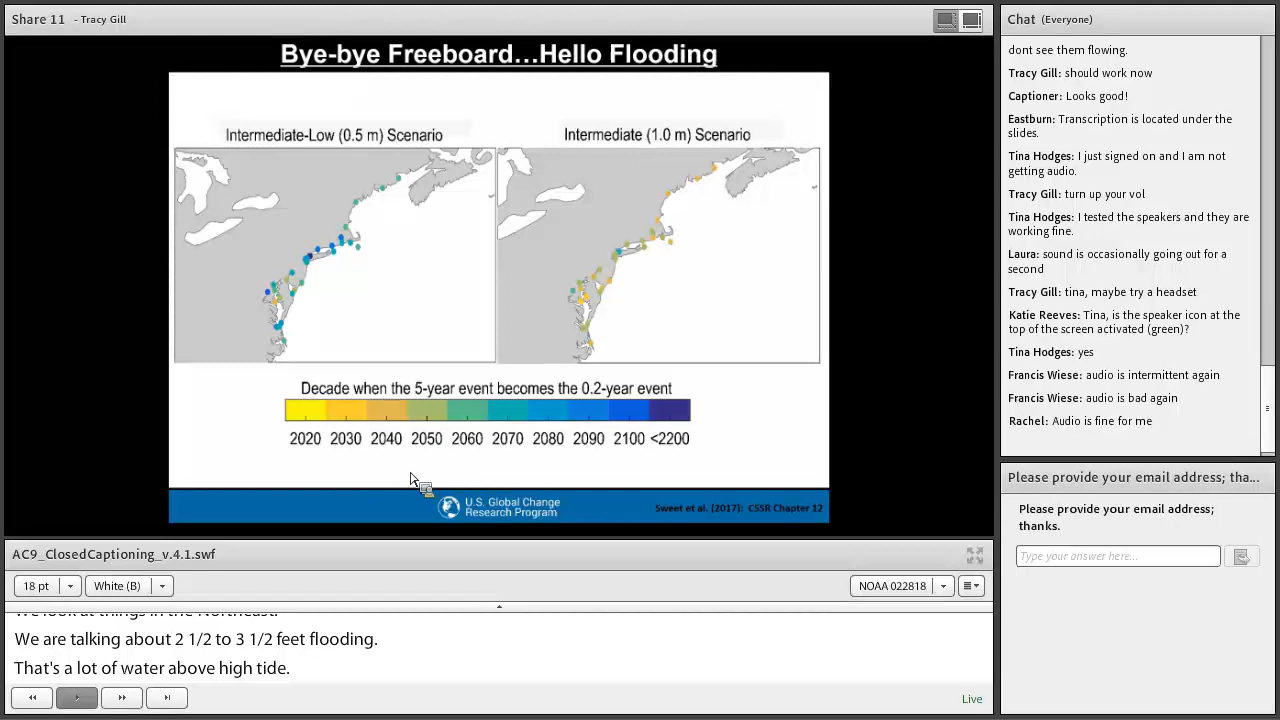 Share 11 - Tracy Gill
Bye-bye Freeboard…Hello Flooding
Intermediate-Low (0.5 m) Scenario
Intermediate (1.0 m) Scenario
Decade when the 5-year event becomes the 0.2-year event
2020 2030 2040 2050 2060 2070 2080 2090 2100 <2200
U.S. Global Change
Research Program
Sweet et al. (2017): CSSR Chapter 12
AC9_ClosedCaptioning_v.4.1.swf
18 pt
White (B)
NOAA 022818
We look at things in the Northeast.
We are talking about 2 1/2 to 3 1/2 feet flooding.
That's a lot of water above high tide.
Live
Chat (Everyone)
dont see them flowing.
Tracy Gill: should work now
Captioner: Looks good!
Eastburn: Transcription is located under the
slides.
Tina Hodges: I just signed on and I am not
getting audio.
Tracy Gill: turn up your vol
Tina Hodges: I tested the speakers and they are
working fine.
Laura: sound is occasionally going out for a
second
Tracy Gill: tina, maybe try a headset
Katie Reeves: Tina, is the speaker icon at the
top of the screen activated (green)?
Tina Hodges: yes
Francis Wiese: audio is intermittent again
Francis Wiese: audio is bad again
Rachel: Audio is fine for me
Please provide your email address; tha...
Please provide your email address;
thanks.
Type your answer here...